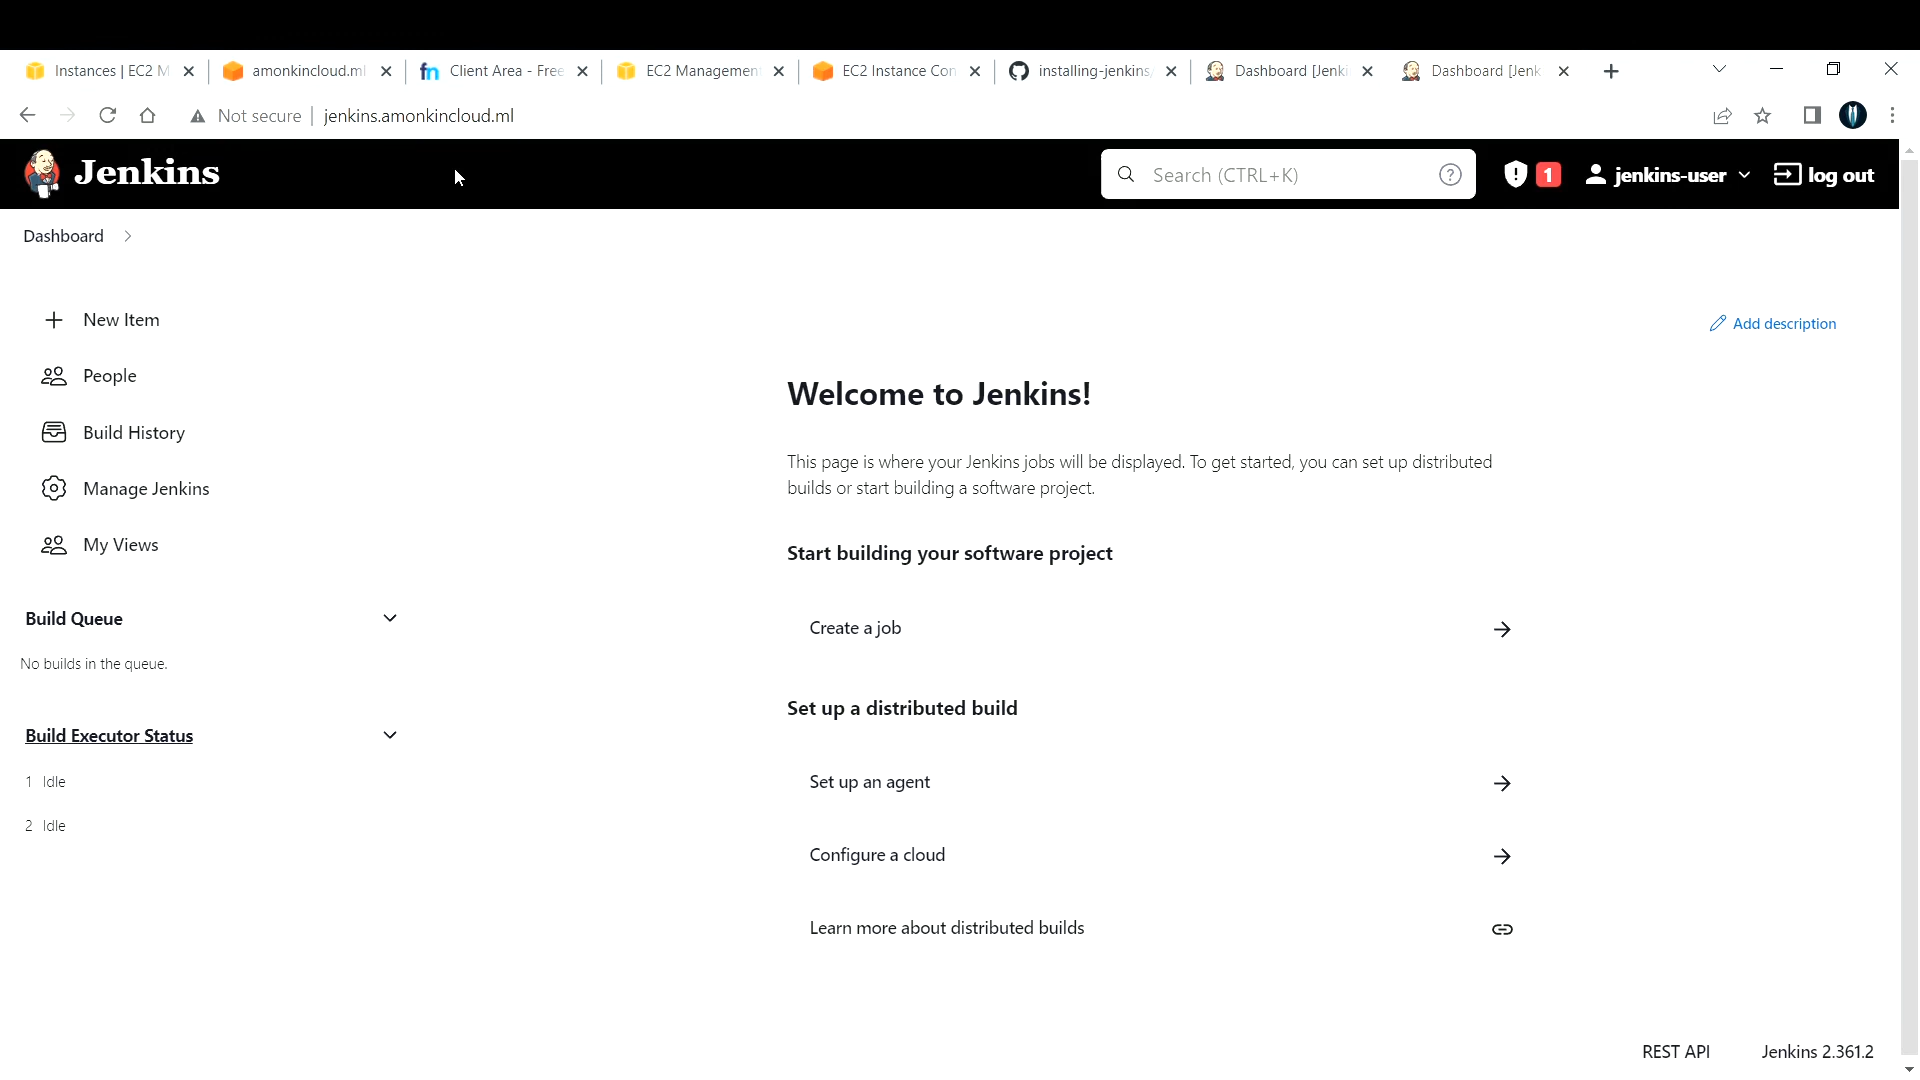 Instances | EC2 M
amonkincloud.ml
Client Area - Free
EC2 Management
EC2 Instance Con
installing-jenkins/
Dashboard [Jenki
Dashboard [Jenk
Not secure
jenkins.amonkincloud.ml
Jenkins
Search (CTRL+K)
1
jenkins-user
log out
Dashboard
New Item
People
Build History
Manage Jenkins
My Views
Build Queue
No builds in the queue.
Build Executor Status
1 Idle
2 Idle
Add description
Welcome to Jenkins!
This page is where your Jenkins jobs will be displayed. To get started, you can set up distributed
builds or start building a software project.
Start building your software project
Create a job
Set up a distributed build
Set up an agent
Configure a cloud
Learn more about distributed builds
REST API
Jenkins 2.361.2